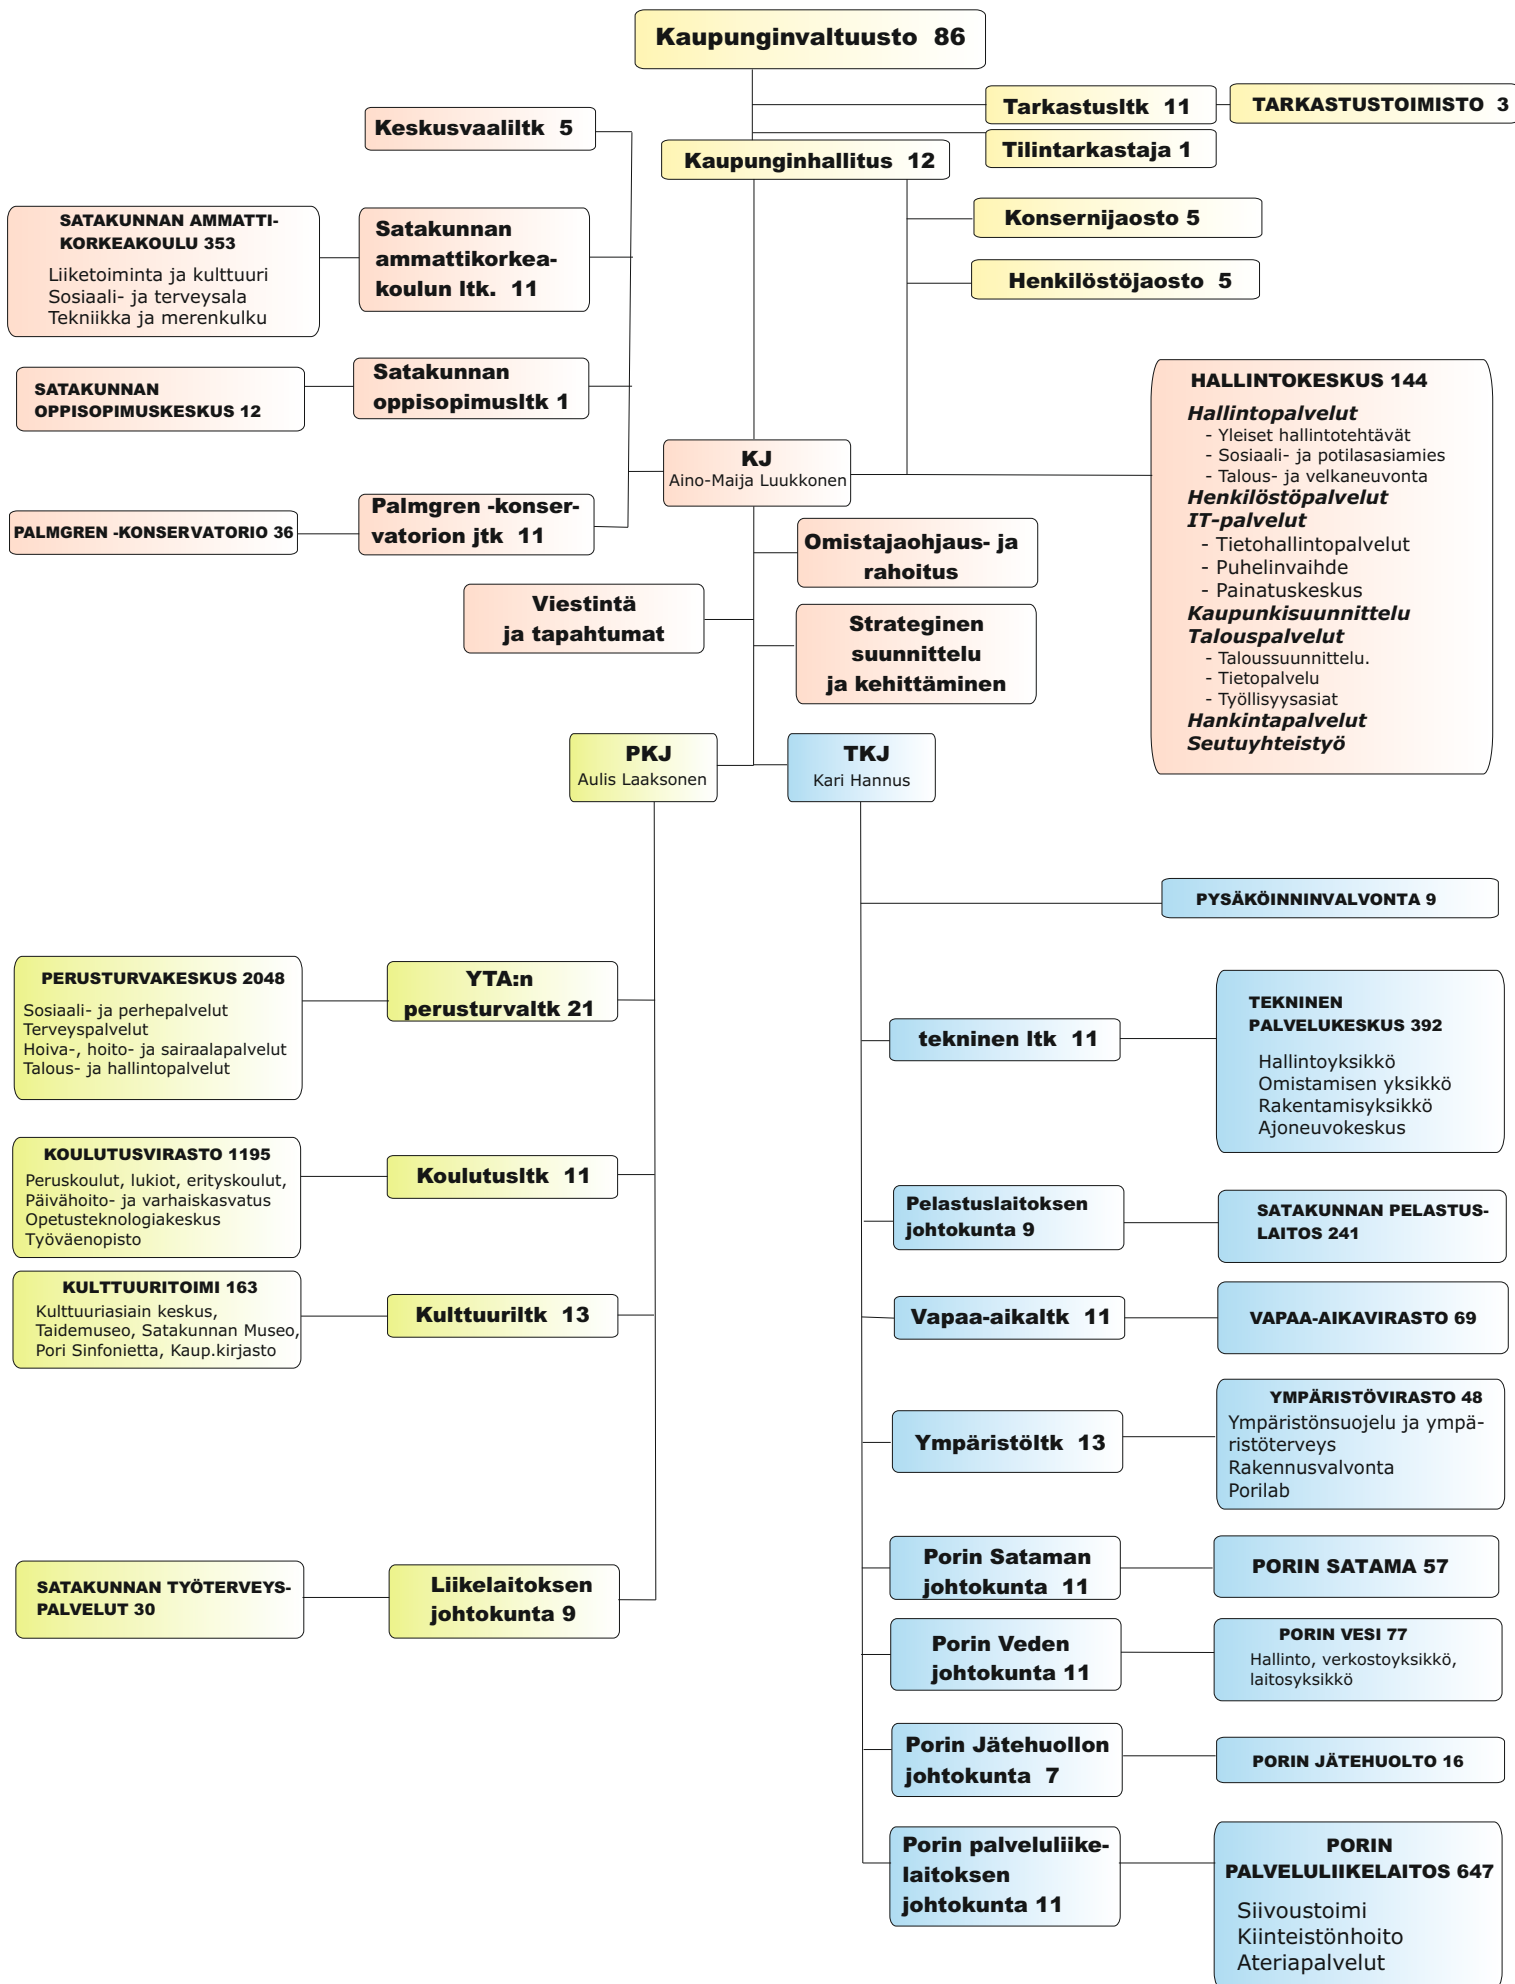 Kaupunginvaltuusto 86
Tarkastusltk 11
TARKASTUSTOIMISTO 3
Tilintarkastaja 1
Kaupunginhallitus 12
Keskusvaaliltk 5
Konsernijaosto 5
Henkilöstöjaosto 5
SATAKUNNAN AMMATTI-
KORKEAKOULU 353
Liiketoiminta ja kulttuuri
Sosiaali- ja terveysala
Tekniikka ja merenkulku
Satakunnan
ammattikorkea-
koulun ltk. 11
SATAKUNNAN
OPPISOPIMUSKESKUS 12
Satakunnan
oppisopimusltk 1
PALMGREN -KONSERVATORIO 36
Palmgren -konser-
vatorion jtk 11
KJ
Aino-Maija Luukkonen
HALLINTOKESKUS 144
Hallintopalvelut
- Yleiset hallintotehtävät
- Sosiaali- ja potilasasiamies
- Talous- ja velkaneuvonta
Henkilöstöpalvelut
IT-palvelut
- Tietohallintopalvelut
- Puhelinvaihde
- Painatuskeskus
Kaupunkisuunnittelu
Talouspalvelut
- Taloussuunnittelu.
- Tietopalvelu
- Työllisyysasiat
Hankintapalvelut
Seutuyhteistyö
Omistajaohjaus- ja
rahoitus
Viestintä
ja tapahtumat
Strateginen
suunnittelu
ja kehittäminen
PKJ
Aulis Laaksonen
TKJ
Kari Hannus
PERUSTURVAKESKUS 2048
Sosiaali- ja perhepalvelut
Terveyspalvelut
Hoiva-, hoito- ja sairaalapalvelut
Talous- ja hallintopalvelut
YTA:n
perusturvaltk 21
KOULUTUSVIRASTO 1195
Peruskoulut, lukiot, erityskoulut,
Päivähoito- ja varhaiskasvatus
Opetusteknologiakeskus
Työväenopisto
Koulutusltk 11
KULTTUURITOIMI 163
Kulttuuriasiain keskus,
Taidemuseo, Satakunnan Museo,
Pori Sinfonietta, Kaup.kirjasto
Kulttuuriltk 13
SATAKUNNAN TYÖTERVEYS-
PALVELUT 30
Liikelaitoksen
johtokunta 9
PYSÄKÖINNINVALVONTA 9
tekninen ltk 11
TEKNINEN
PALVELUKESKUS 392
Hallintoyksikkö
Omistamisen yksikkö
Rakentamisyksikkö
Ajoneuvokeskus
Pelastuslaitoksen
johtokunta 9
SATAKUNNAN PELASTUS-
LAITOS 241
Vapaa-aikaltk 11
VAPAA-AIKAVIRASTO 69
Ympäristöltk 13
YMPÄRISTÖVIRASTO 48
Ympäristönsuojelu ja ympä-
ristöterveys
Rakennusvalvonta
Porilab
Porin Sataman
johtokunta 11
PORIN SATAMA 57
Porin Veden
johtokunta 11
PORIN VESI 77
Hallinto, verkostoyksikkö,
laitosyksikkö
Porin Jätehuollon
johtokunta 7
PORIN JÄTEHUOLTO 16
Porin palveluliike-
laitoksen
johtokunta 11
PORIN
PALVELULIIKELAITOS 647
Siivoustoimi
Kiinteistönhoito
Ateriapalvelut